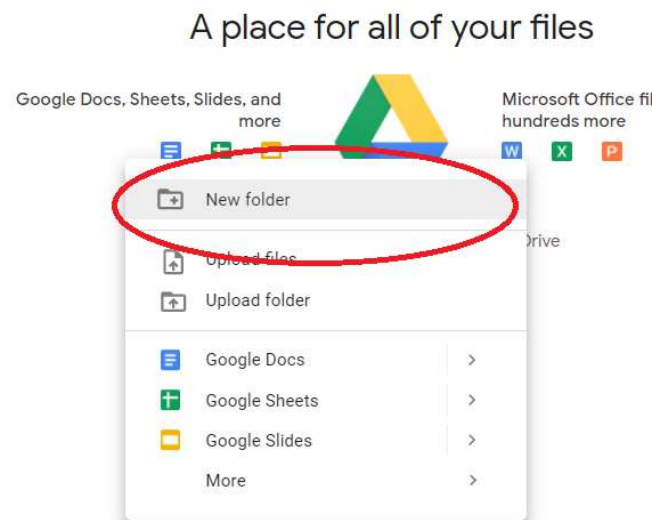 A place for all of your files
Google Docs, Sheets, Slides, and
more
Microsoft Office
hundreds more
W X P
New folder
Drive
Upload files
Upload folder
Google Docs
Google Sheets
Google Slides
More